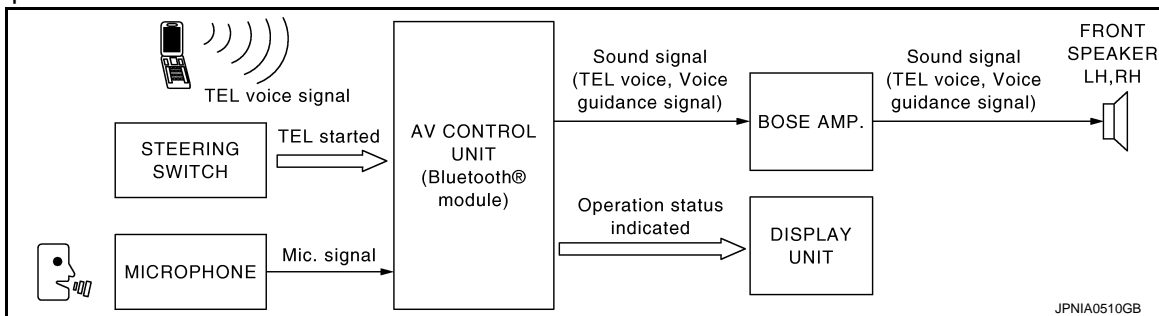 TEL voice signal
STEERING
SWITCH
TEL started
MICROPHONE
Mic. signal
AV CONTROL
UNIT
(Bluetooth®
module)
Sound signal
(TEL voice, Voice
guidance signal)
BOSE AMP.
Sound signal
(TEL voice, Voice
guidance signal)
FRONT
SPEAKER
LH,RH
Operation status
indicated
DISPLAY
UNIT
JPNIA0510GB